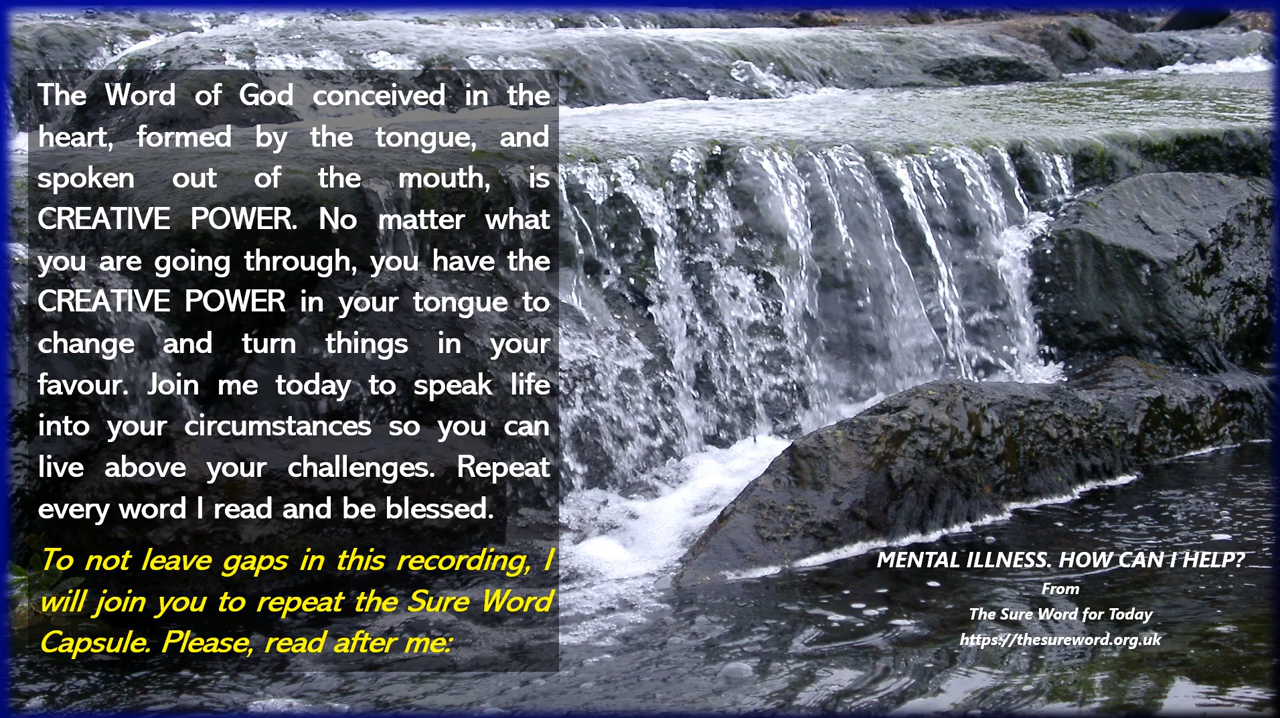 The Word of God conceived in the
heart, formed by the tongue, and
spoken out of the mouth, is
CREATIVE POWER. No matter what
you are going through, you have the
CREATIVE POWER in your tongue to
change and turn things in your
favour. Join me today to speak life
into your circumstances so you can
live above your challenges. Repeat
every word I read and be blessed.
To not leave gaps in this recording, I
will join you to repeat the Sure Word
Capsule. Please, read after me:
MENTAL ILLNESS. HOW CAN I HELP?
From
The Sure Word for Today
https://thesureword.org.uk